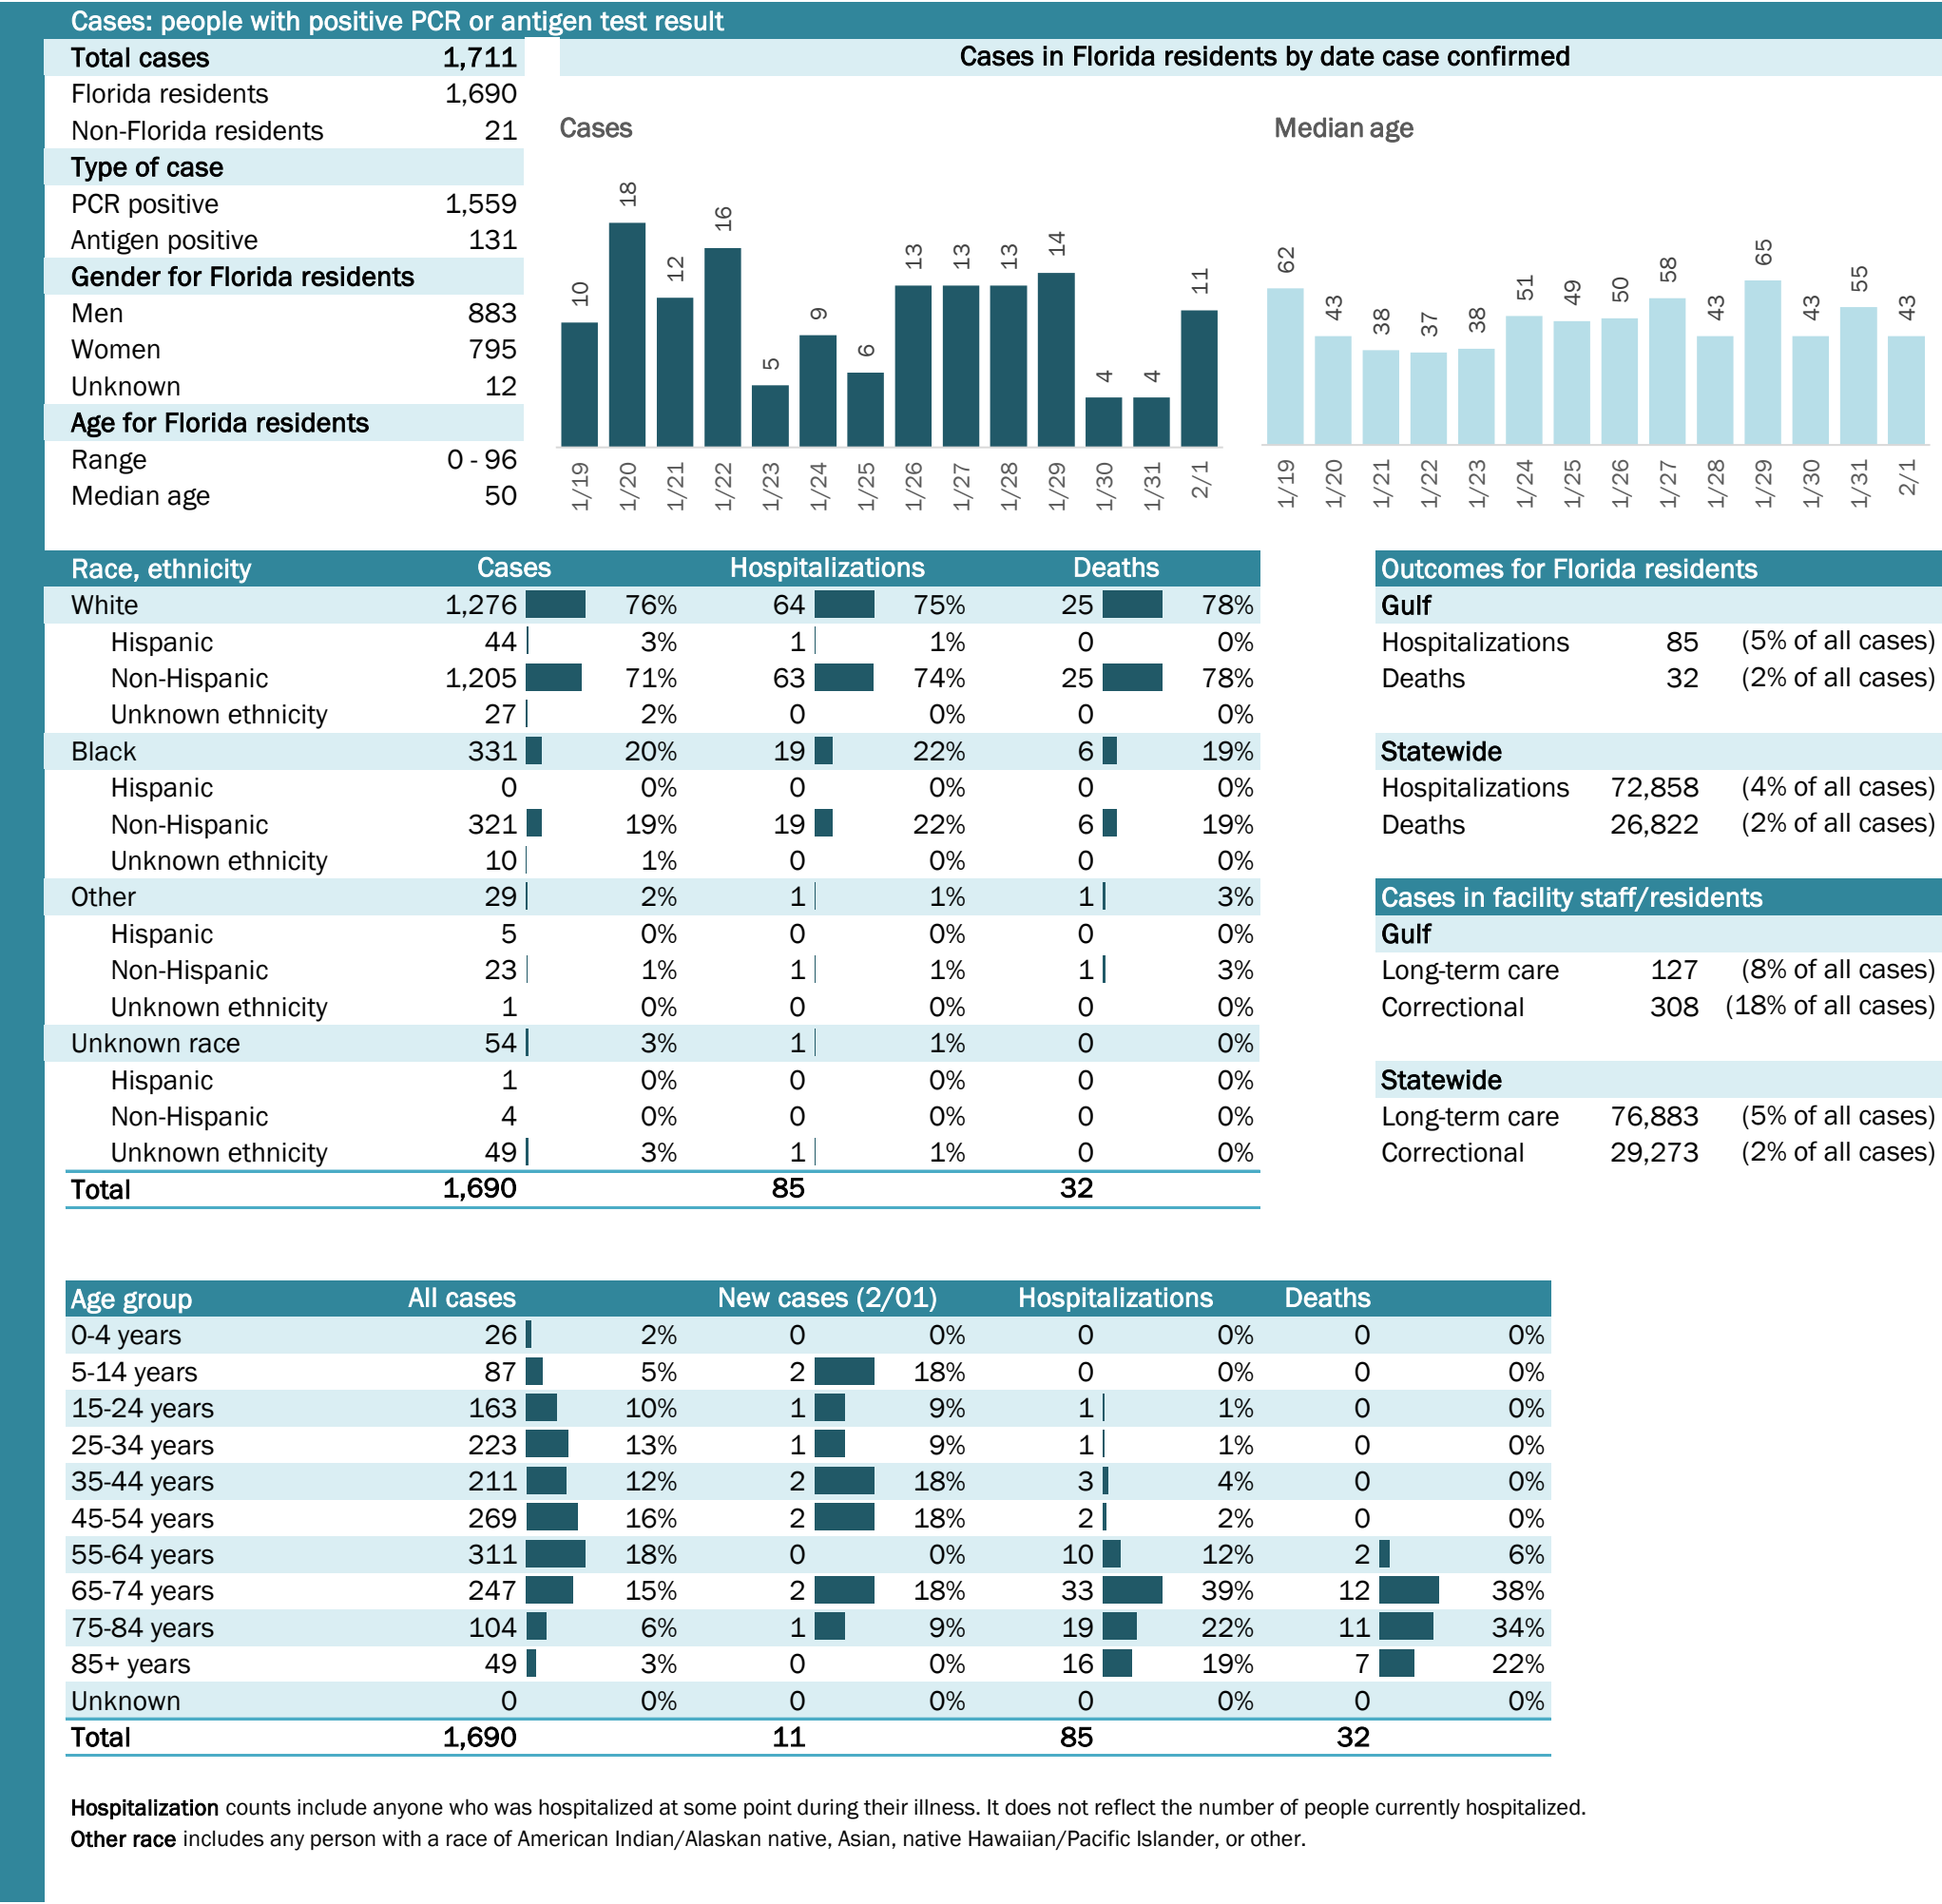 Cases: people with positive PCR or antigen test result
Total cases 1,711
Florida residents 1,690
Non-Florida residents 21
Type of case
PCR positive 1,559
Antigen positive 131
Gender for Florida residents
Men 883
Women 795
Unknown 12
Age for Florida residents
Range 0 - 96
Median age 50
Cases in Florida residents by date case confirmed
Cases
10 18 12 16 5 9 6 13 13 13 14 4 4 11
1/19 1/20 1/21 1/22 1/23 1/24 1/25 1/26 1/27 1/28 1/29 1/30 1/31 2/1
Median age
62 43 38 37 38 51 49 50 58 43 65 43 55 43
1/19 1/20 1/21 1/22 1/23 1/24 1/25 1/26 1/27 1/28 1/29 1/30 1/31 2/1
Race, ethnicity Cases Hospitalizations Deaths
White 1,276 76% 64 75% 25 78%
Hispanic 44 3% 1 1% 0 0%
Non-Hispanic 1,205 71% 63 74% 25 78%
Unknown ethnicity 27 2% 0 0% 0 0%
Black 331 20% 19 22% 6 19%
Hispanic 0 0% 0 0% 0 0%
Non-Hispanic 321 19% 19 22% 6 19%
Unknown ethnicity 10 1% 0 0% 0 0%
Other 29 2% 1 1% 1 3%
Hispanic 5 0% 0 0% 0 0%
Non-Hispanic 23 1% 1 1% 1 3%
Unknown ethnicity 1 0% 0 0% 0 0%
Unknown race 54 3% 1 1% 0 0%
Hispanic 1 0% 0 0% 0 0%
Non-Hispanic 4 0% 0 0% 0 0%
Unknown ethnicity 49 3% 1 1% 0 0%
Total 1,690 85 32
Outcomes for Florida residents
Gulf
Hospitalizations 85 (5% of all cases)
Deaths 32 (2% of all cases)
Statewide
Hospitalizations 72,858 (4% of all cases)
Deaths 26,822 (2% of all cases)
Cases in facility staff/residents
Gulf
Long-term care 127 (8% of all cases)
Correctional 308 (18% of all cases)
Statewide
Long-term care 76,883 (5% of all cases)
Correctional 29,273 (2% of all cases)
Age group All cases New cases (2/01) Hospitalizations Deaths
0-4 years 26 2% 0 0% 0 0% 0 0%
5-14 years 87 5% 2 18% 0 0% 0 0%
15-24 years 163 10% 1 9% 1 1% 0 0%
25-34 years 223 13% 1 9% 1 1% 0 0%
35-44 years 211 12% 2 18% 3 4% 0 0%
45-54 years 269 16% 2 18% 2 2% 0 0%
55-64 years 311 18% 0 0% 10 12% 2 6%
65-74 years 247 15% 2 18% 33 39% 12 38%
75-84 years 104 6% 1 9% 19 22% 11 34%
85+ years 49 3% 0 0% 16 19% 7 22%
Unknown 0 0% 0 0% 0 0% 0 0%
Total 1,690 11 85 32
Hospitalization counts include anyone who was hospitalized at some point during their illness. It does not reflect the number of people currently hospitalized.
Other race includes any person with a race of American Indian/Alaskan native, Asian, native Hawaiian/Pacific Islander, or other.